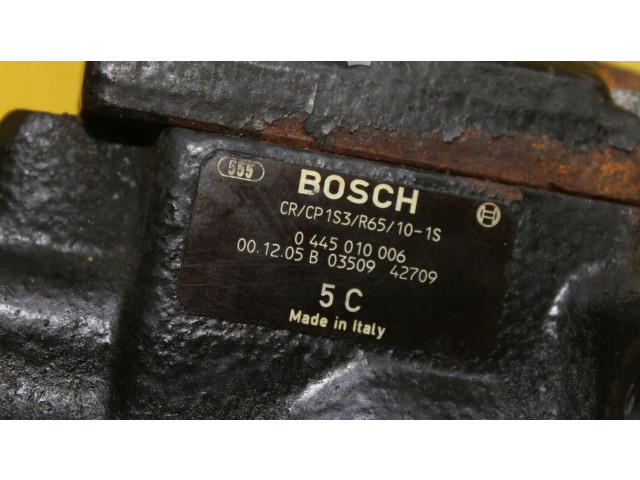 555
BOSCH
CR/CP1S3/R65/10-1S
0 445 010 006
00.12.05 B 03509 42709
5 C
Made in Italy